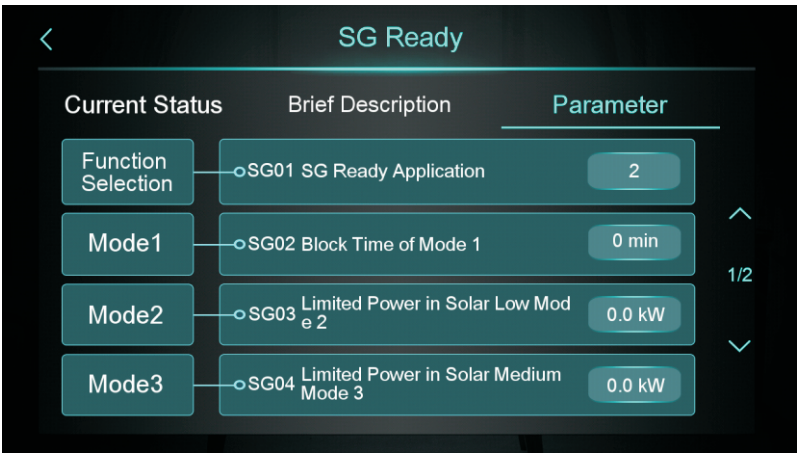 SG Ready
Current Status Brief Description Parameter
Function
Selection
SG01 SG Ready Application 2
Mode1
SG02 Block Time of Mode 1 0 min
1/2
Mode2
SG03 Limited Power in Solar Low Mod
e 2
0.0 kW
Mode3
SG04 Limited Power in Solar Medium
Mode 3
0.0 kW